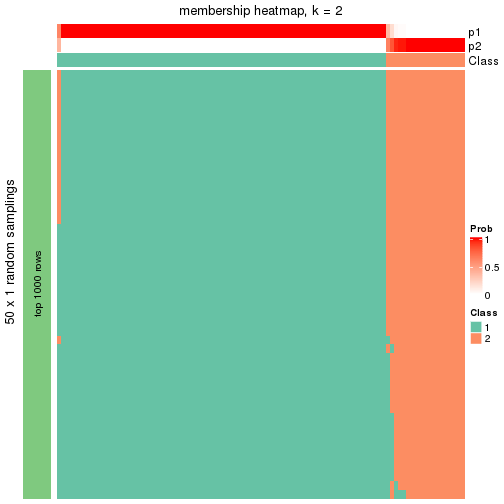 membership heatmap, k = 2
p1
p2
Class
50 x 1 random samplings
top 1000 rows
Prob
1
0.5
0
Class
1
2